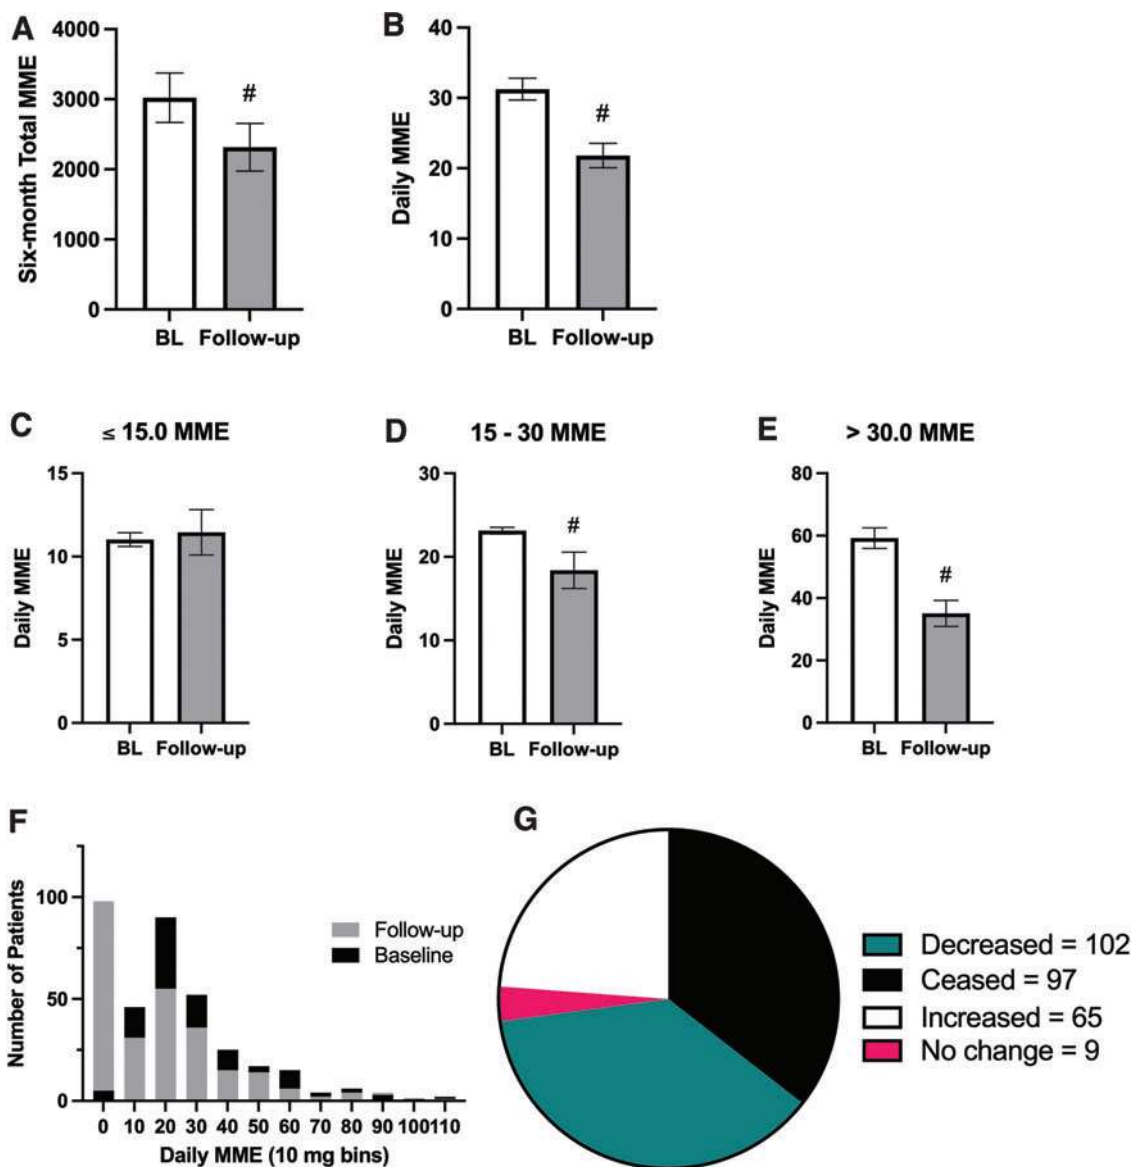 A
Six-month Total MME
4000
3000
2000
1000
0
#
BL Follow-up
B
Daily MME
40
30
20
10
0
#
BL Follow-up
C
≤ 15.0 MME
Daily MME
15
10
5
0
BL Follow-up
D
15 - 30 MME
Daily MME
30
20
10
0
#
BL Follow-up
E
> 30.0 MME
Daily MME
80
60
40
20
0
#
BL Follow-up
F
Number of Patients
100
50
0
Follow-up
Baseline
0 10 20 30 40 50 60 70 80 90 100 110
Daily MME (10 mg bins)
G
Decreased = 102
Ceased = 97
Increased = 65
No change = 9